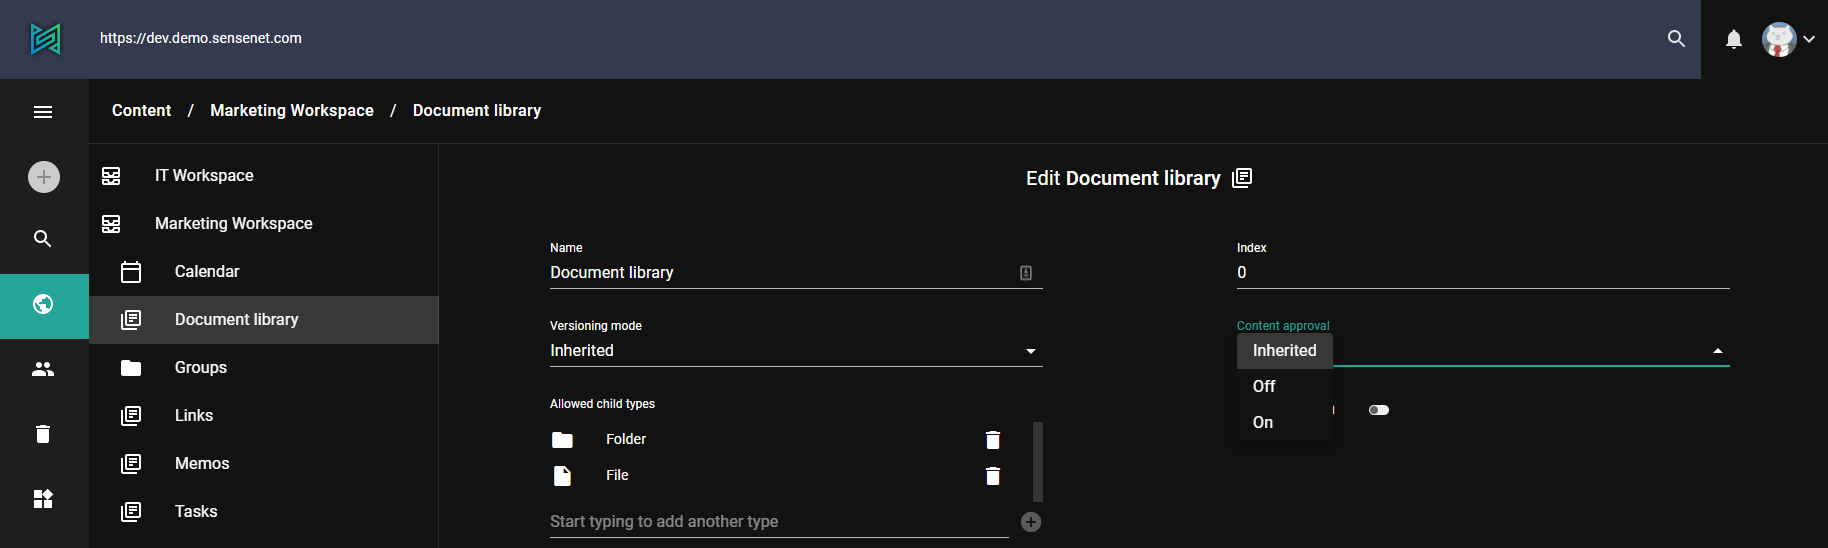 https://dev.demo.sensenet.com
Content / Marketing Workspace / Document library
IT Workspace
Marketing Workspace
Calendar
Document library
Groups
Links
Memos
Tasks
Edit Document library
Name
Document library
Index
0
Versioning mode
Inherited
Content approval
Inherited
Off
On
Allowed child types
Folder
File
Start typing to add another type